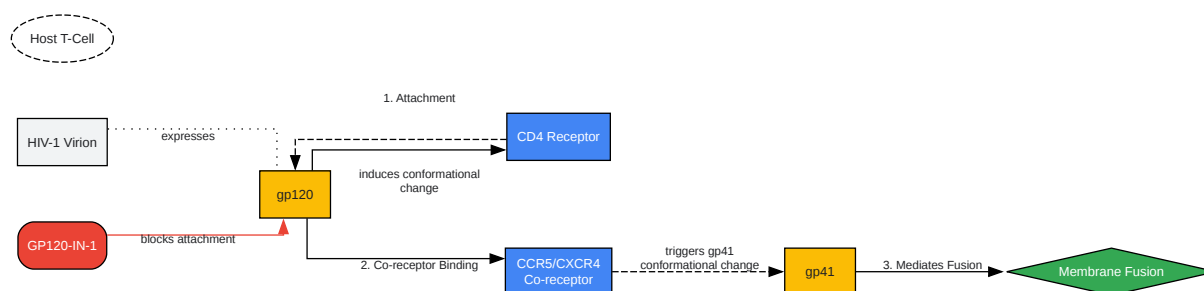 Host T-Cell
1. Attachment
HIV-1 Virion
expresses
CD4 Receptor
induces conformational
change
gp120
GP120-IN-1
blocks attachment
2. Co-receptor Binding
CCR5/CXCR4
Co-receptor
triggers gp41
conformational change
gp41
3. Mediates Fusion
Membrane Fusion